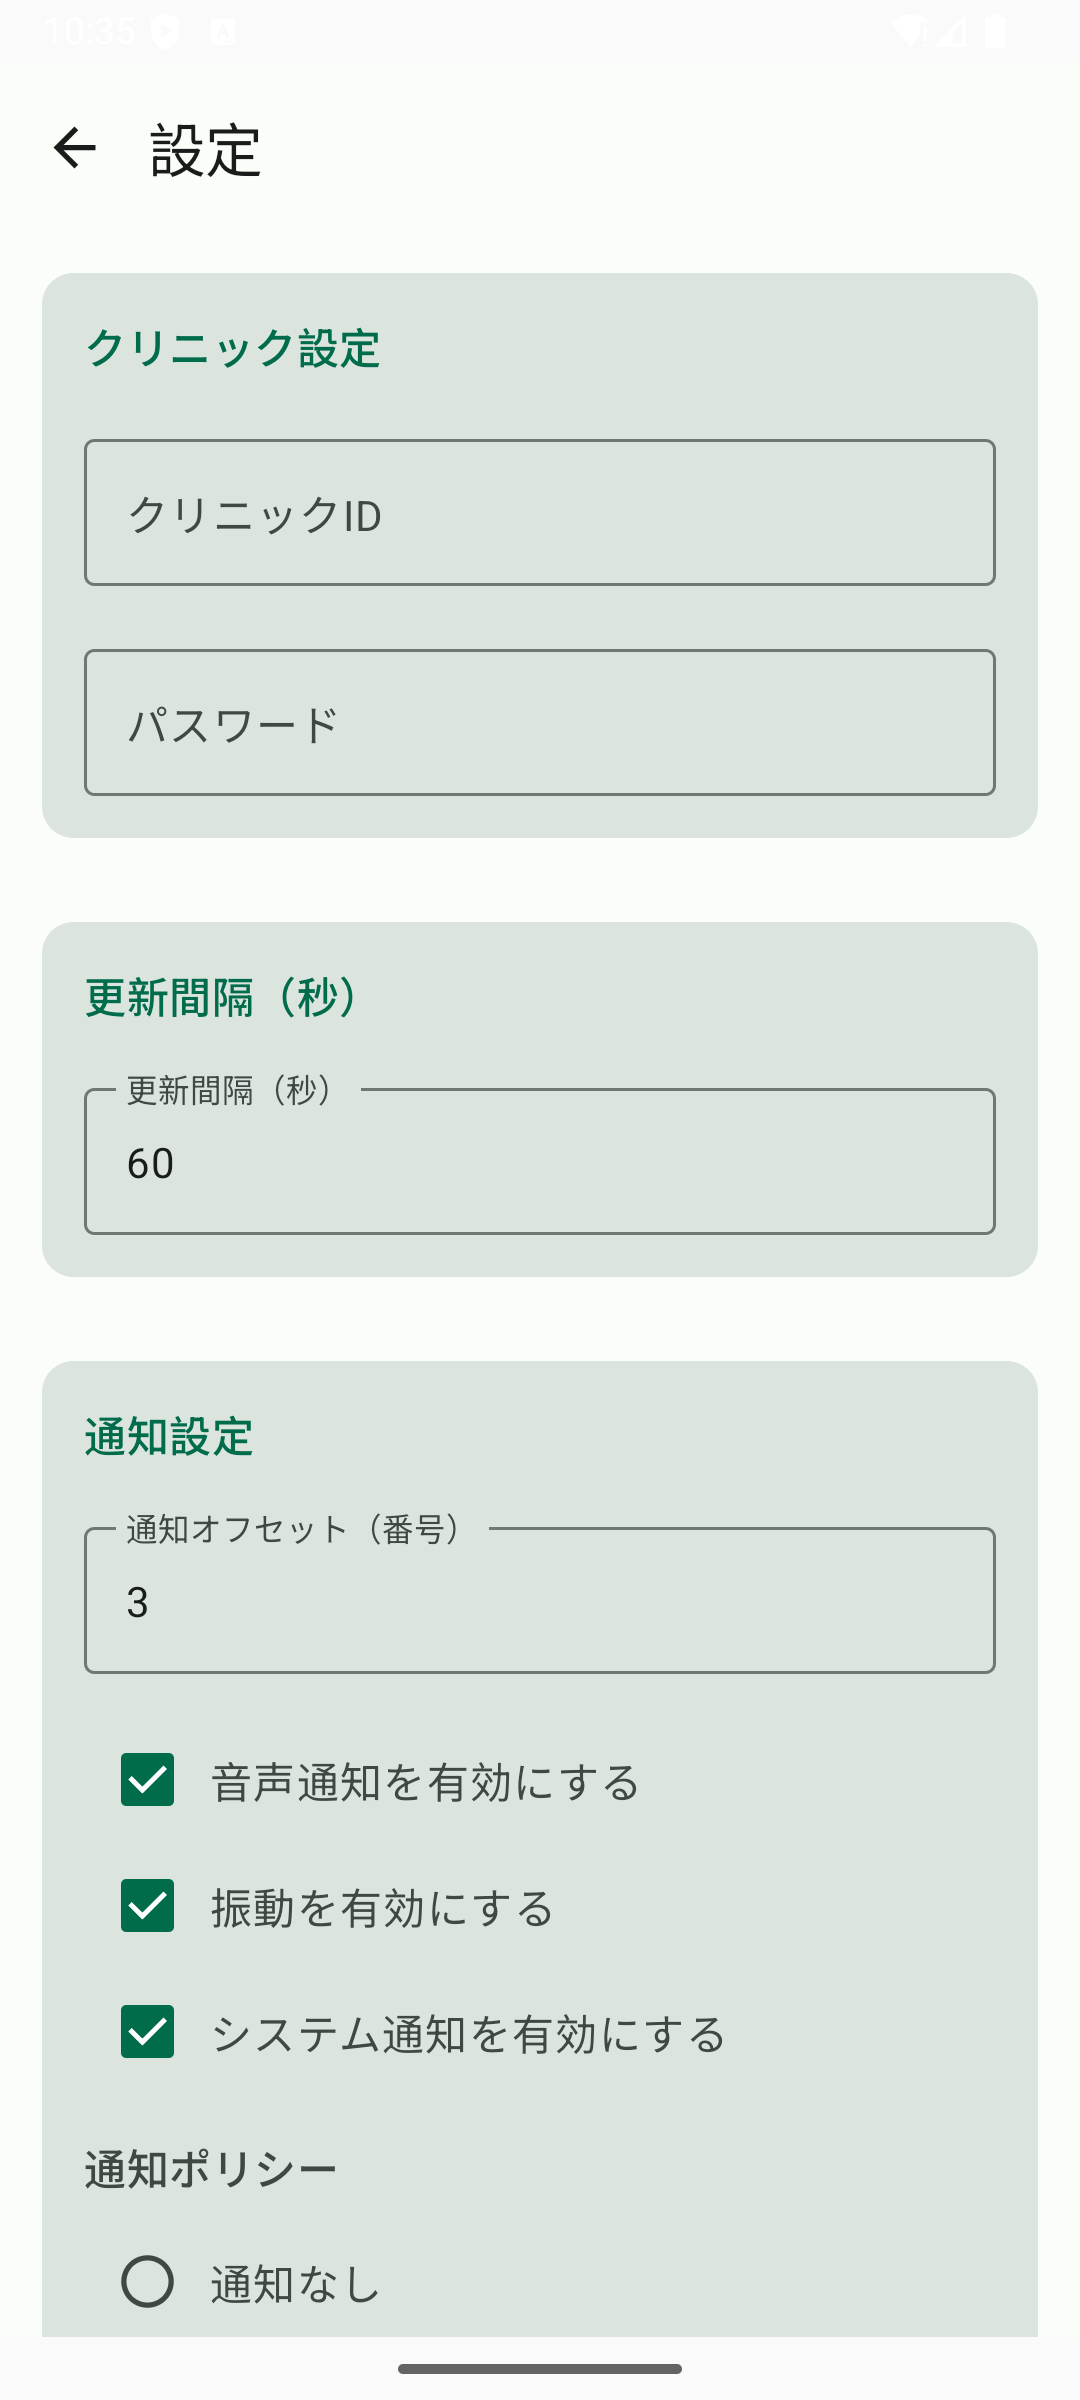 10:35
設定
クリニック設定
クリニックID
パスワード
更新間隔（秒）
更新間隔（秒）
60
通知設定
通知オフセット（番号）
3
音声通知を有効にする
振動を有効にする
システム通知を有効にする
通知ポリシー
通知なし